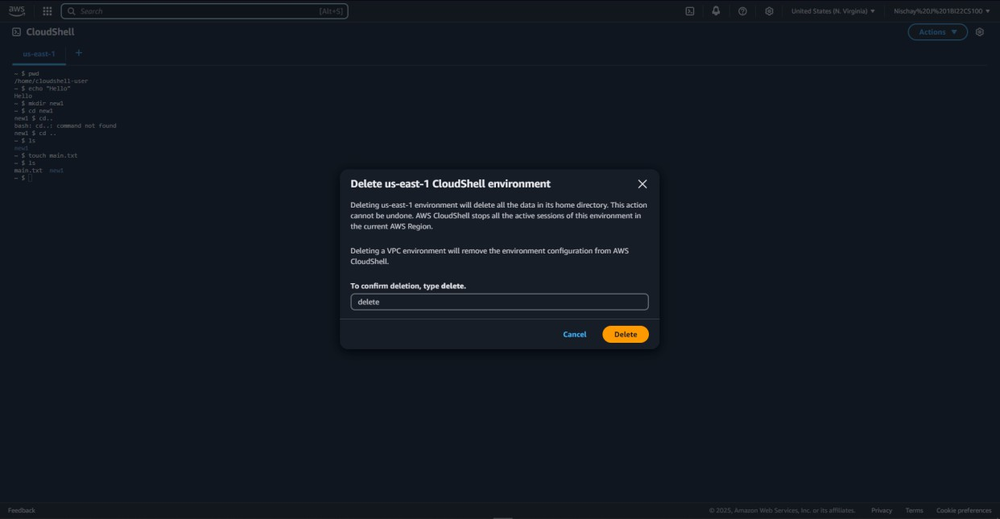 aws
Search [Alt+S]
United States (N. Virginia)
Nischay%20J%201BI22CS100
CloudShell
Actions
us-east-1 +
~ $ pwd
/home/cloudshell-user
~ $ echo "Hello"
Hello
~ $ mkdir new1
~ $ cd new1
new1 $ cd..
bash: cd..: command not found
new1 $ cd ..
~ $ ls
new1
~ $ touch main.txt
~ $ ls
main.txt new1
~ $
Delete us-east-1 CloudShell environment
Deleting us-east-1 environment will delete all the data in its home directory. This action
cannot be undone. AWS CloudShell stops all the active sessions of this environment in
the current AWS Region.
Deleting a VPC environment will remove the environment configuration from AWS
CloudShell.
To confirm deletion, type delete.
delete
Cancel Delete
Feedback
© 2025, Amazon Web Services, Inc. or its affiliates. Privacy Terms Cookie preferences